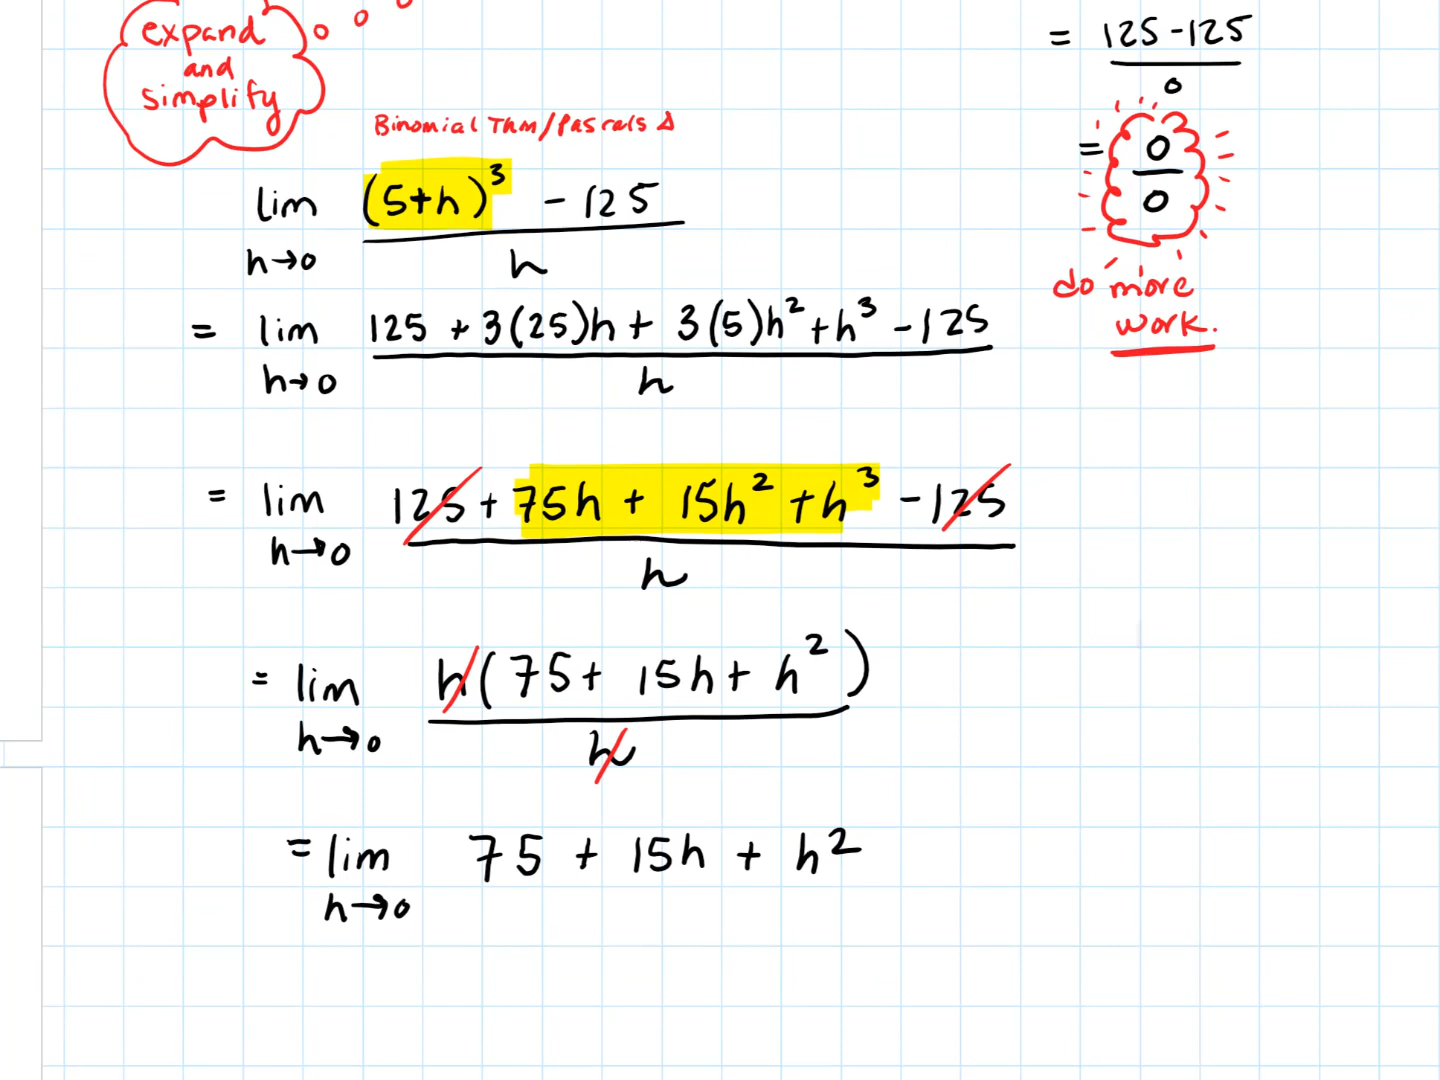 expand
and
simplify
Binomial Thm/Pascals Δ
lim h→0 (5+h)³ - 125 / h
= lim h→0 125 + 3(25)h + 3(5)h² + h³ - 125 / h
= lim h→0 125 + 75h + 15h² + h³ - 125 / h
= lim h→0 h(75 + 15h + h²) / h
= lim h→0 75 + 15h + h²
= 125 - 125 / 0
= 0 / 0
do more
work.